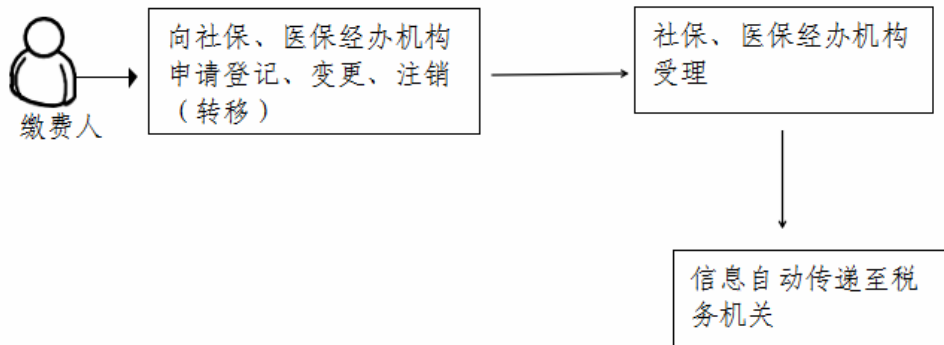 缴费人
向社保、医保经办机构
申请登记、变更、注销
（转移）
社保、医保经办机构
受理
信息自动传递至税
务机关